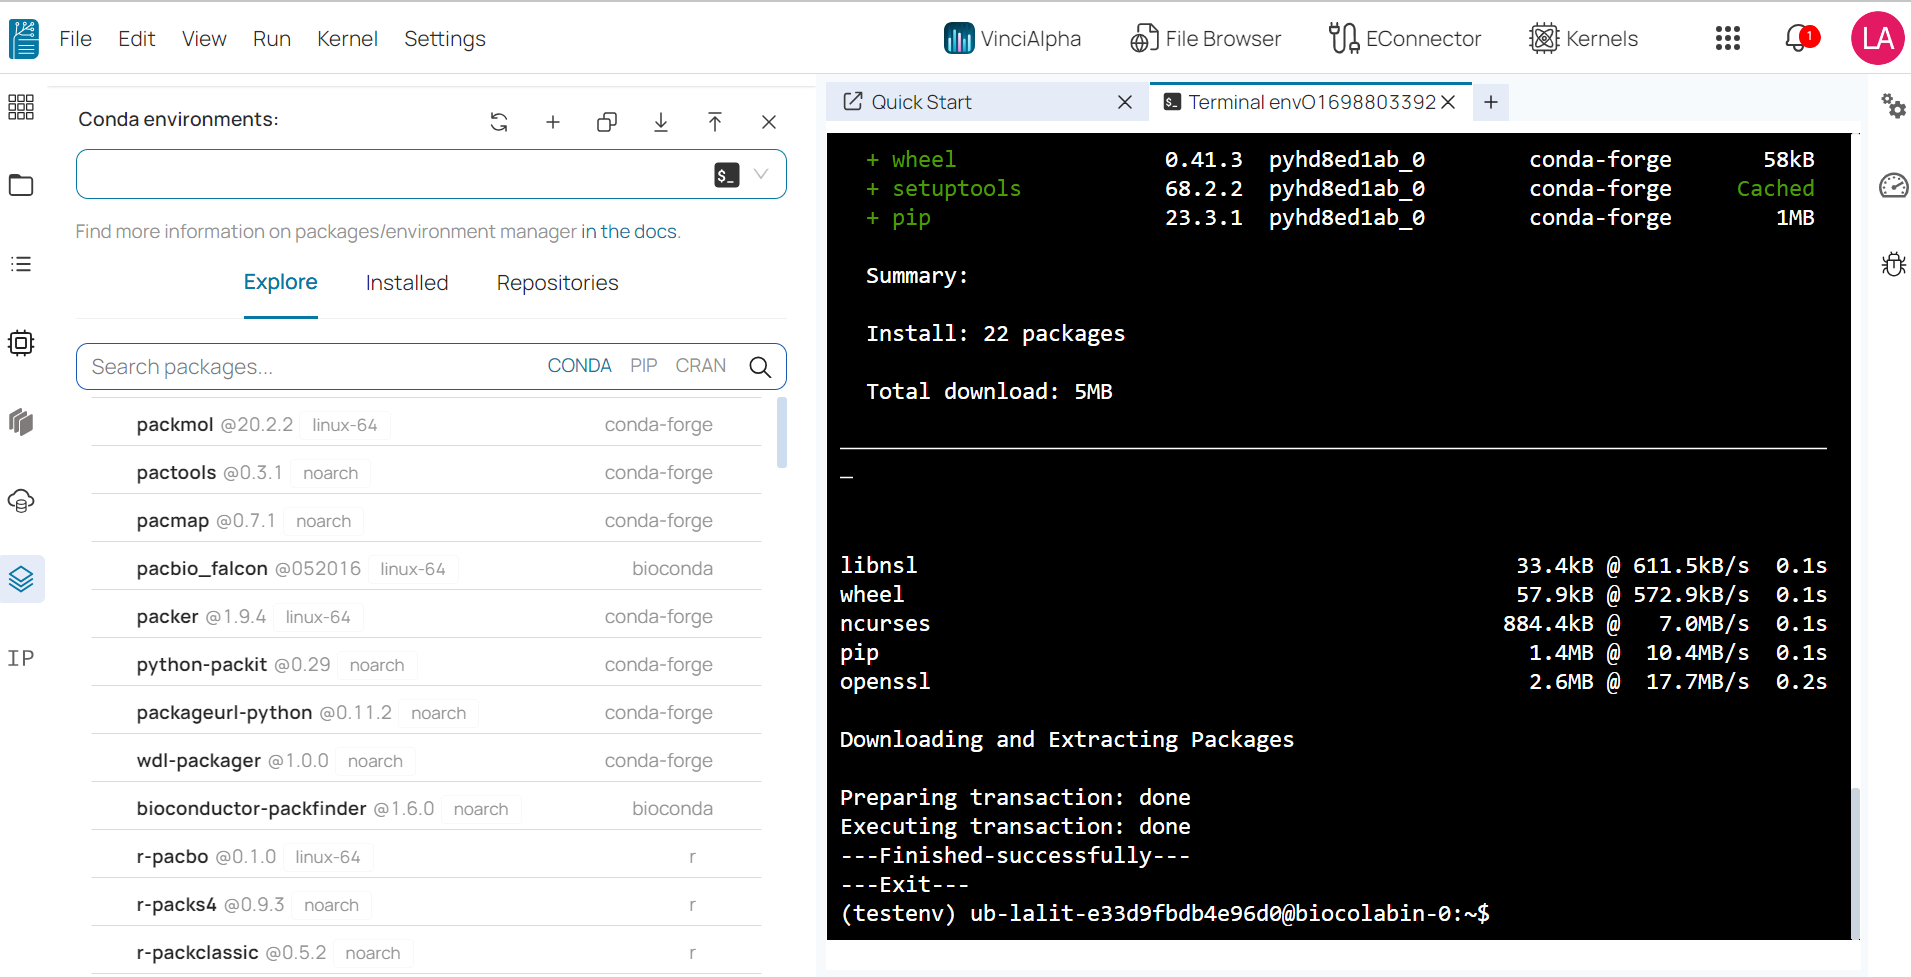 File Edit View Run Kernel Settings VinciAlpha File Browser EConnector Kernels 1 LA
Conda environments:
$_
Find more information on packages/environment manager in the docs.
Explore Installed Repositories
Search packages... CONDA PIP CRAN
packmol @20.2.2 linux-64 conda-forge
pactools @0.3.1 noarch conda-forge
pacmap @0.7.1 noarch conda-forge
pacbio_falcon @052016 linux-64 bioconda
packer @1.9.4 linux-64 conda-forge
python-packit @0.29 noarch conda-forge
packageurl-python @0.11.2 noarch conda-forge
wdl-packager @1.0.0 noarch conda-forge
bioconductor-packfinder @1.6.0 noarch bioconda
r-pacbo @0.1.0 linux-64 r
r-packs4 @0.9.3 noarch r
r-packclassic @0.5.2 noarch r
IP
Quick Start $_ Terminal envO1698803392
+ wheel 0.41.3 pyhd8ed1ab_0 conda-forge 58kB
+ setuptools 68.2.2 pyhd8ed1ab_0 conda-forge Cached
+ pip 23.3.1 pyhd8ed1ab_0 conda-forge 1MB
Summary:
Install: 22 packages
Total download: 5MB
libnsl 33.4kB @ 611.5kB/s 0.1s
wheel 57.9kB @ 572.9kB/s 0.1s
ncurses 884.4kB @ 7.0MB/s 0.1s
pip 1.4MB @ 10.4MB/s 0.1s
openssl 2.6MB @ 17.7MB/s 0.2s
Downloading and Extracting Packages
Preparing transaction: done
Executing transaction: done
---Finished-successfully---
---Exit---
(testenv) ub-lalit-e33d9fbdb4e96d0@biocolabin-0:~$